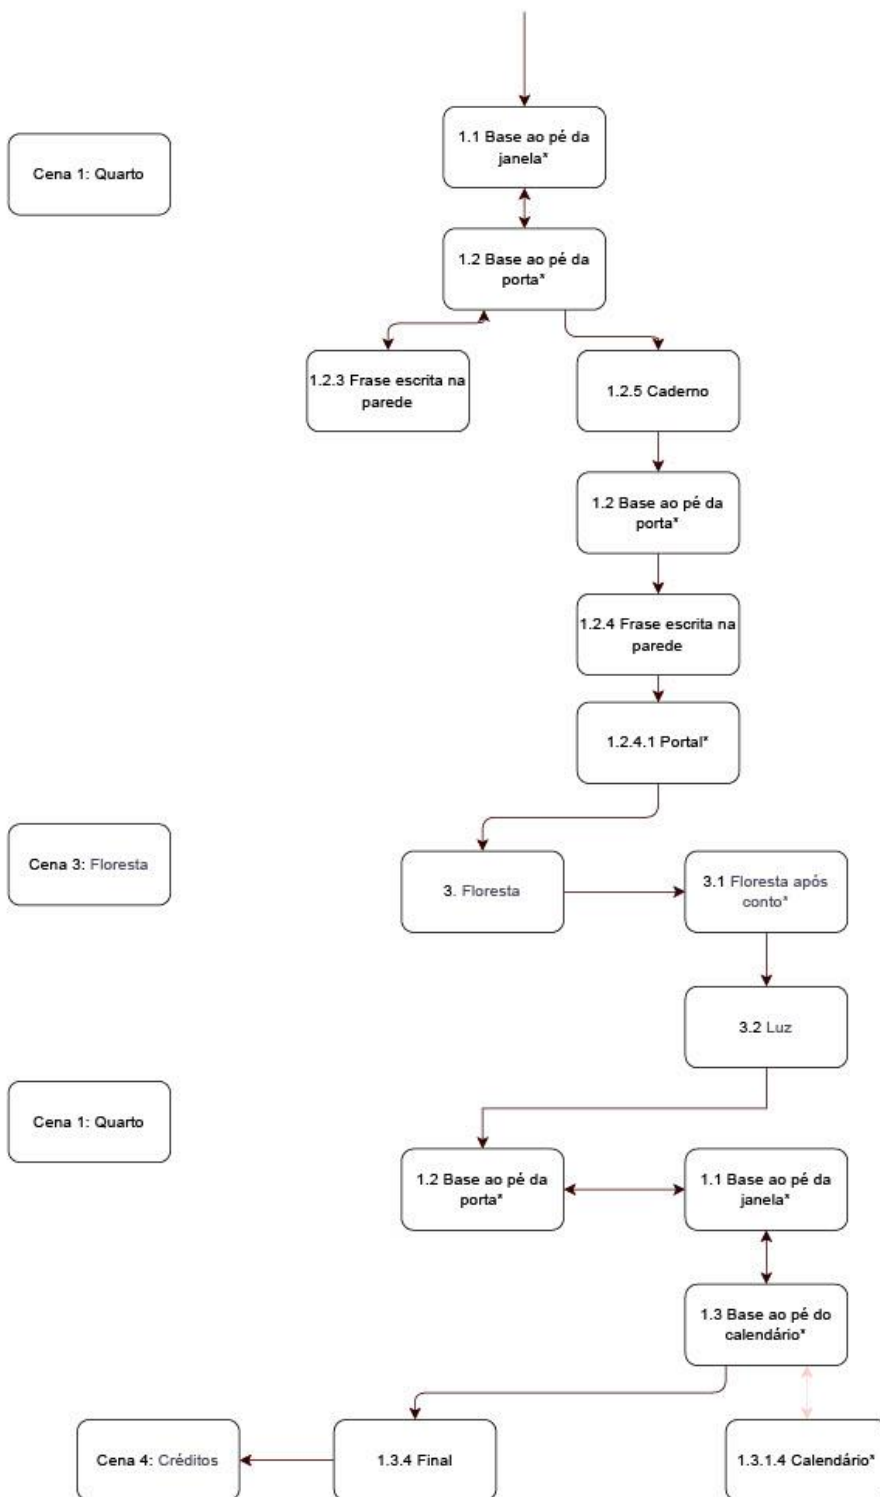 1.1 Base ao pé da
janela*
Cena 1: Quarto
1.2 Base ao pé da
porta*
1.2.3 Frase escrita na
parede
1.2.5 Caderno
1.2 Base ao pé da
porta*
1.2.4 Frase escrita na
parede
1.2.4.1 Portal*
Cena 3: Floresta
3. Floresta
3.1 Floresta após
conto*
3.2 Luz
Cena 1: Quarto
1.2 Base ao pé da
porta*
1.1 Base ao pé da
janela*
1.3 Base ao pé do
calendário*
Cena 4: Créditos
1.3.4 Final
1.3.1.4 Calendário*